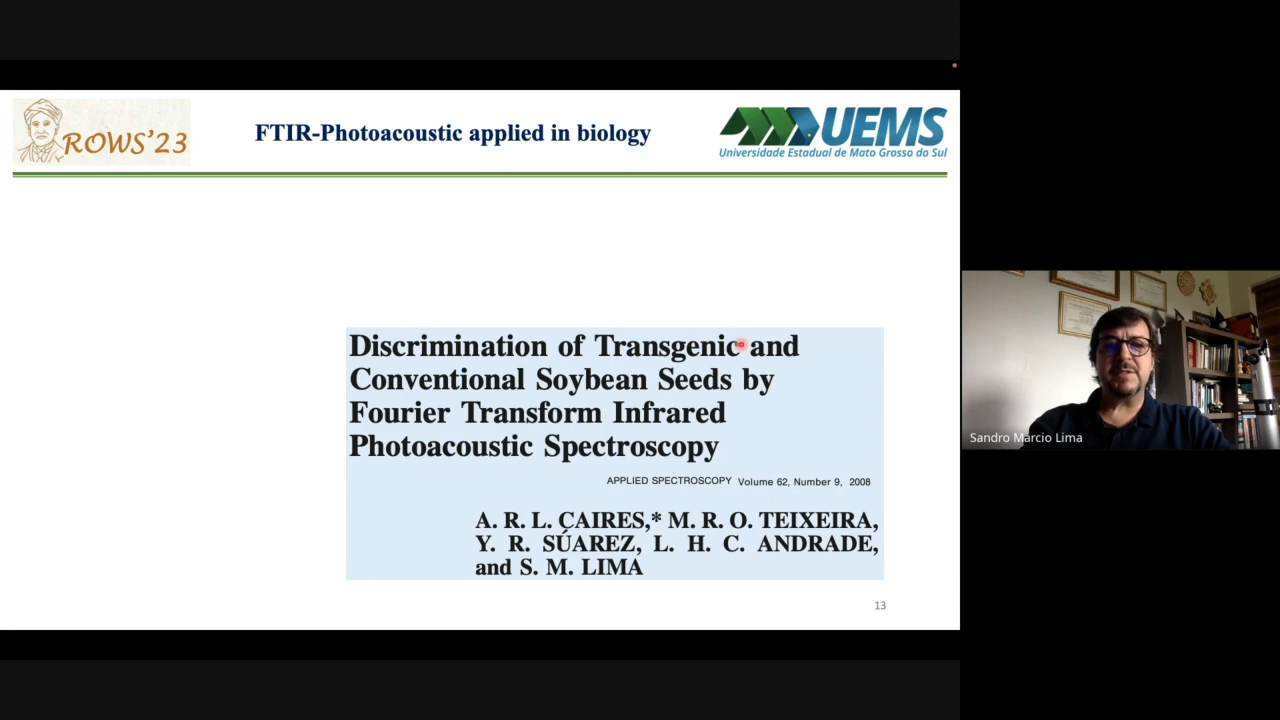 ROWS'23
FTIR-Photoacoustic applied in biology
UEMS
Universidade Estadual de Mato Grosso do Sul
Discrimination of Transgenic and
Conventional Soybean Seeds by
Fourier Transform Infrared
Photoacoustic Spectroscopy
APPLIED SPECTROSCOPY Volume 62, Number 9, 2008
A. R. L. CAIRES,* M. R. O. TEIXEIRA,
Y. R. SÚAREZ, L. H. C. ANDRADE,
and S. M. LIMA
13
Sandro Marcio Lima